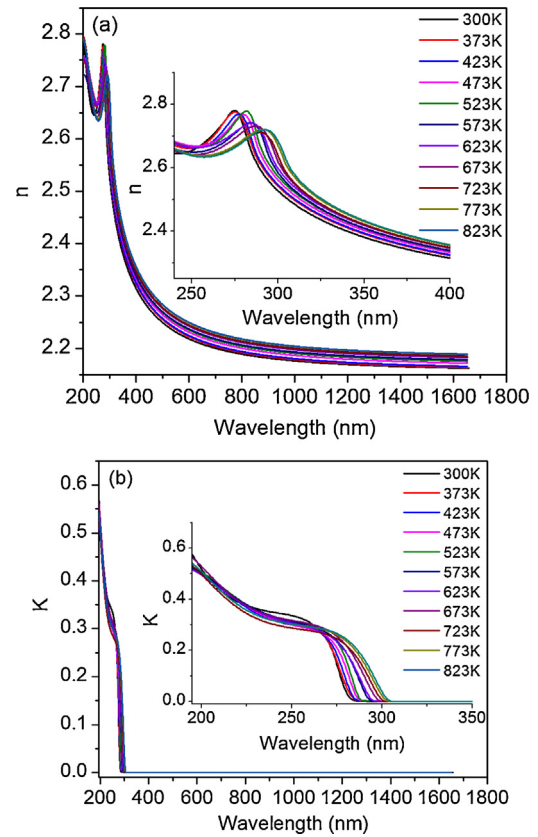 (a)
n
2.8
2.7
2.6
2.5
2.4
2.3
2.2
200 400 600 800 1000 1200 1400 1600 1800
Wavelength (nm)
300K
373K
423K
473K
523K
573K
623K
673K
722K
773K
823K
n
2.8
2.6
2.4
250 300 350 400
Wavelength (nm)
(b)
K
0.6
0.5
0.4
0.3
0.2
0.1
0.0
200 400 600 800 1000 1200 1400 1600 1800
Wavelength (nm)
300K
373K
423K
473K
523K
573K
623K
673K
722K
773K
823K
K
0.6
0.4
0.2
0.0
200 250 300 350
Wavelength (nm)